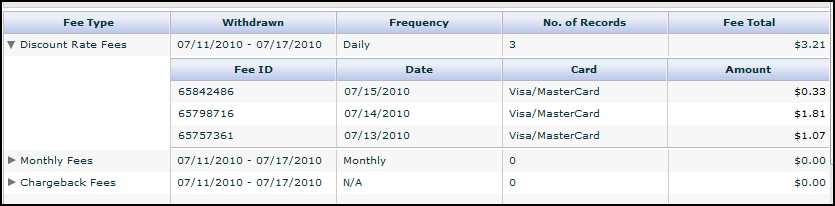 Fee Type Withdrawn Frequency No. of Records Fee Total
Discount Rate Fees 07/11/2010 - 07/17/2010 Daily 3 $3.21
Fee ID Date Card Amount
65842486 07/15/2010 Visa/MasterCard $0.33
65798716 07/14/2010 Visa/MasterCard $1.81
65757361 07/13/2010 Visa/MasterCard $1.07
Monthly Fees 07/11/2010 - 07/17/2010 Monthly 0 $0.00
Chargeback Fees 07/11/2010 - 07/17/2010 N/A 0 $0.00